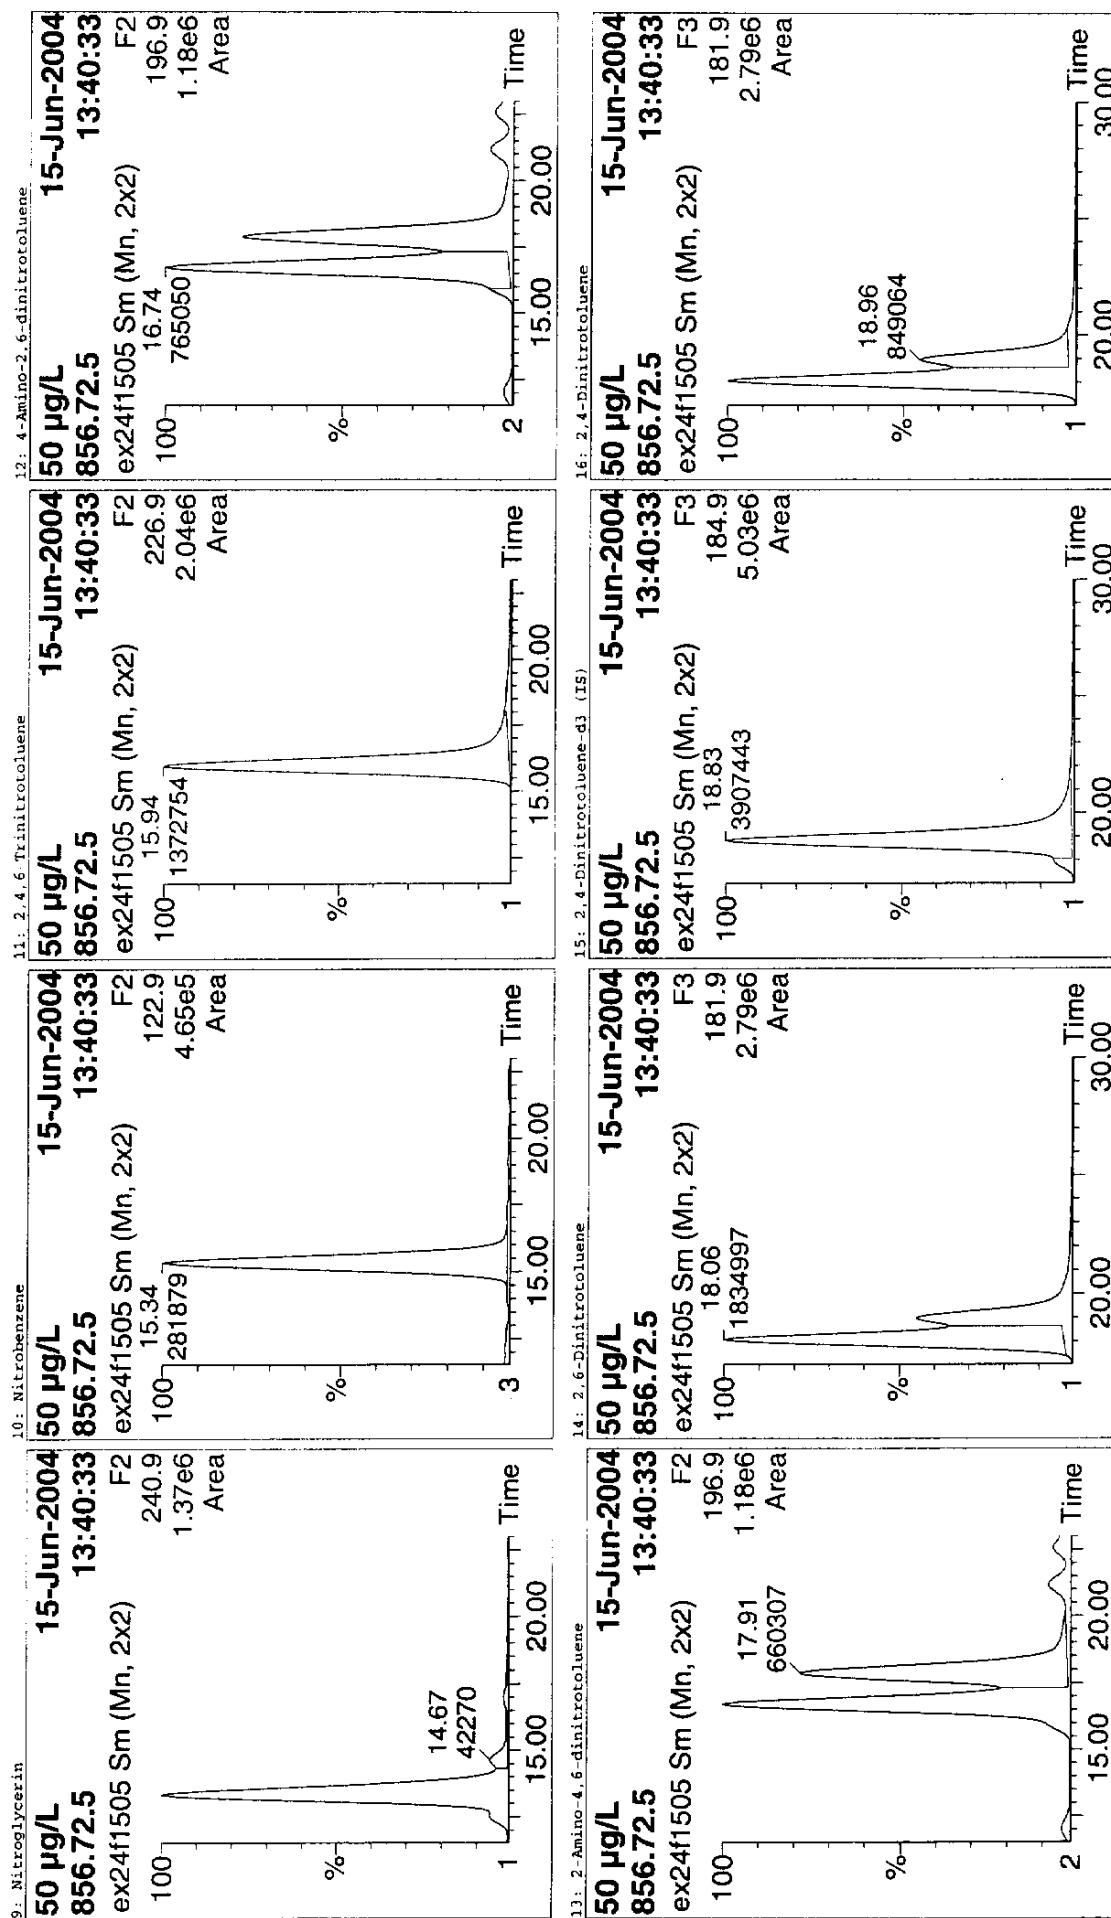 9: Nitroglycerin
50 µg/L 15-Jun-2004
856.72.5 13:40:33
ex24f1505 Sm (Mn, 2x2) F2
240.9
1.37e6
Area
100
%
1
14.67
42270
15.00 20.00 Time
10: Nitrobenzene
50 µg/L 15-Jun-2004
856.72.5 13:40:33
ex24f1505 Sm (Mn, 2x2) F2
122.9
4.65e5
Area
15.34
281879
100
%
3
15.00 20.00 Time
11: 2,4,6-Trinitrotoluene
50 µg/L 15-Jun-2004
856.72.5 13:40:33
ex24f1505 Sm (Mn, 2x2) F2
226.9
2.04e6
Area
15.94
1372754
100
%
1
15.00 20.00 Time
12: 4-Amino-2,6-dinitrotoluene
50 µg/L 15-Jun-2004
856.72.5 13:40:33
ex24f1505 Sm (Mn, 2x2) F2
196.9
1.18e6
Area
16.74
765050
100
%
2
15.00 20.00 Time
13: 2-Amino-4,6-dinitrotoluene
50 µg/L 15-Jun-2004
856.72.5 13:40:33
ex24f1505 Sm (Mn, 2x2) F2
196.9
1.18e6
Area
17.91
660307
100
%
2
15.00 20.00 Time
14: 2,6-Dinitrotoluene
50 µg/L 15-Jun-2004
856.72.5 13:40:33
ex24f1505 Sm (Mn, 2x2) F3
181.9
2.79e6
Area
18.06
1834997
100
%
1
20.00 30.00 Time
15: 2,4-Dinitrotoluene-d3 (IS)
50 µg/L 15-Jun-2004
856.72.5 13:40:33
ex24f1505 Sm (Mn, 2x2) F3
184.9
5.03e6
Area
18.83
3907443
100
%
1
20.00 30.00 Time
16: 2,4-Dinitrotoluene
50 µg/L 15-Jun-2004
856.72.5 13:40:33
ex24f1505 Sm (Mn, 2x2) F3
181.9
2.79e6
Area
18.96
849064
100
%
1
20.00 30.00 Time